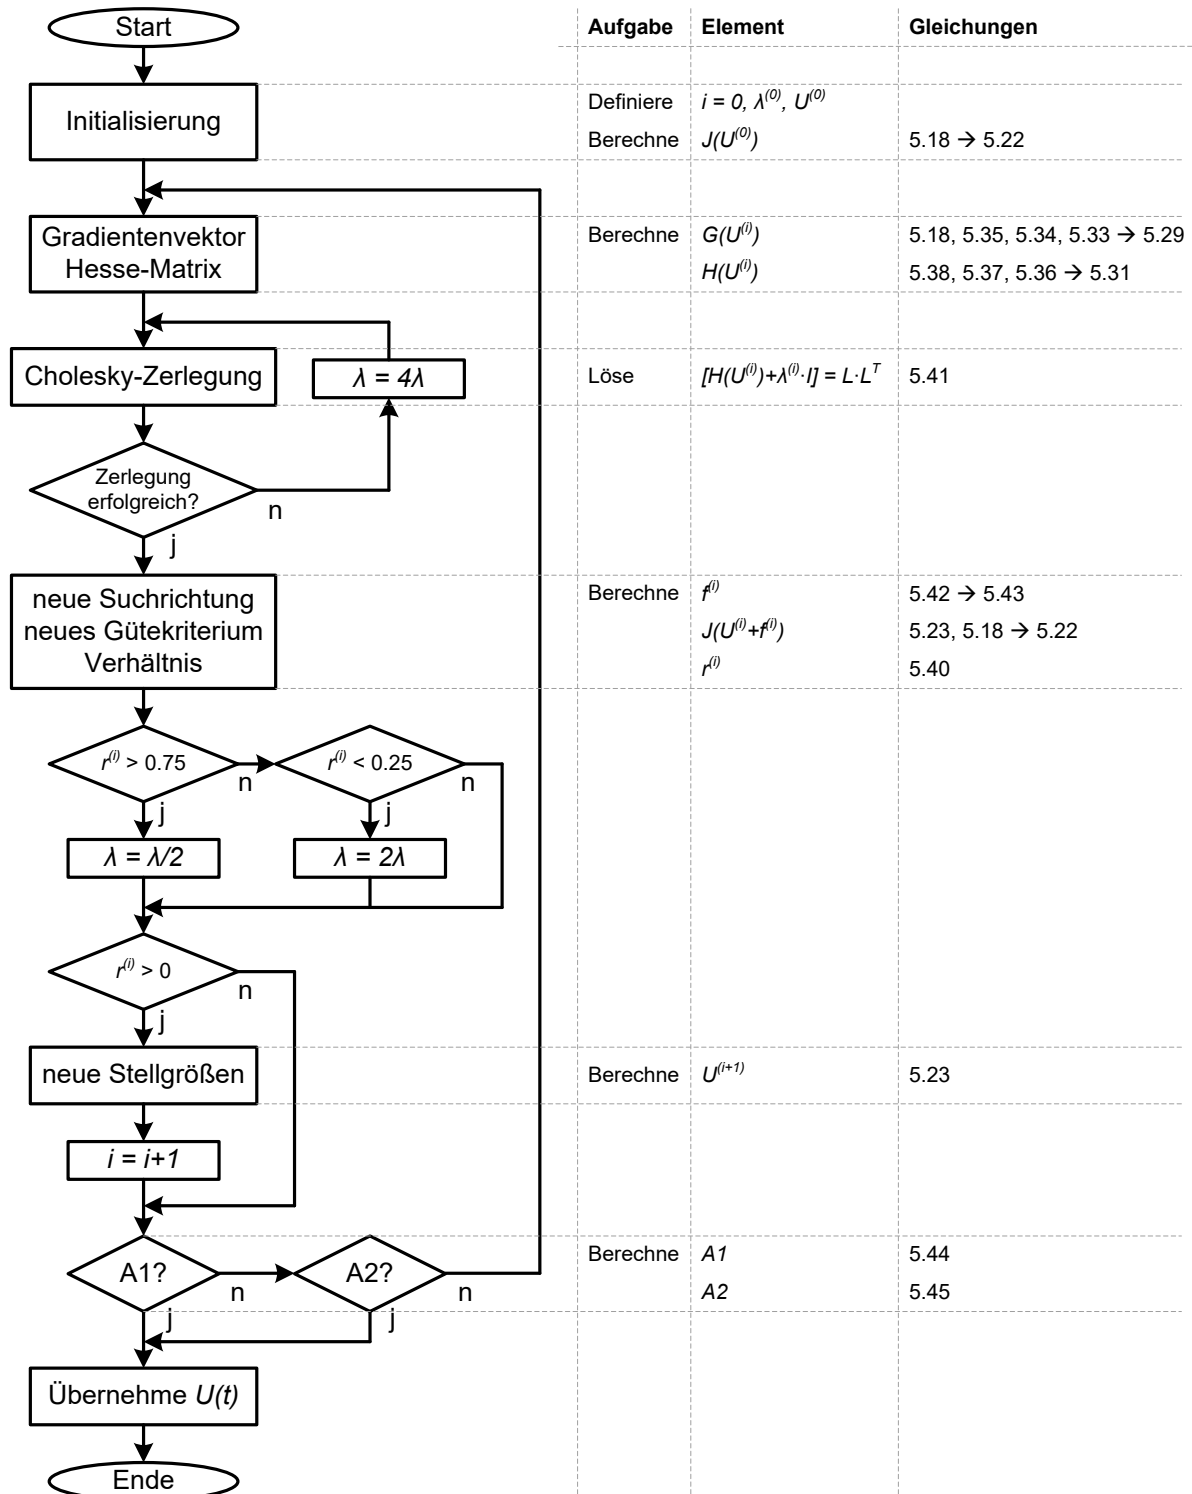 Start
Aufgabe Element Gleichungen
Initialisierung
Definiere i = 0, λ^(0), U^(0)
Berechne J(U^(0)) 5.18 → 5.22
Gradientenvektor
Hesse-Matrix
Berechne G(U^(i)) 5.18, 5.35, 5.34, 5.33 → 5.29
H(U^(i)) 5.38, 5.37, 5.36 → 5.31
Cholesky-Zerlegung
λ = 4λ
Löse [H(U^(i))+λ^(i)·I] = L·L^T 5.41
Zerlegung
erfolgreich?
n
j
neue Suchrichtung
neues Gütekriterium
Verhältnis
Berechne f^(i) 5.42 → 5.43
J(U^(i)+f^(i)) 5.23, 5.18 → 5.22
r^(i) 5.40
r^(i) > 0.75
n
r^(i) < 0.25
n
j
j
λ = λ/2
λ = 2λ
r^(i) > 0
n
j
neue Stellgrößen
Berechne U^(i+1) 5.23
i = i+1
A1?
n
A2?
n
Berechne A1 5.44
A2 5.45
j
j
Übernehme U(t)
Ende